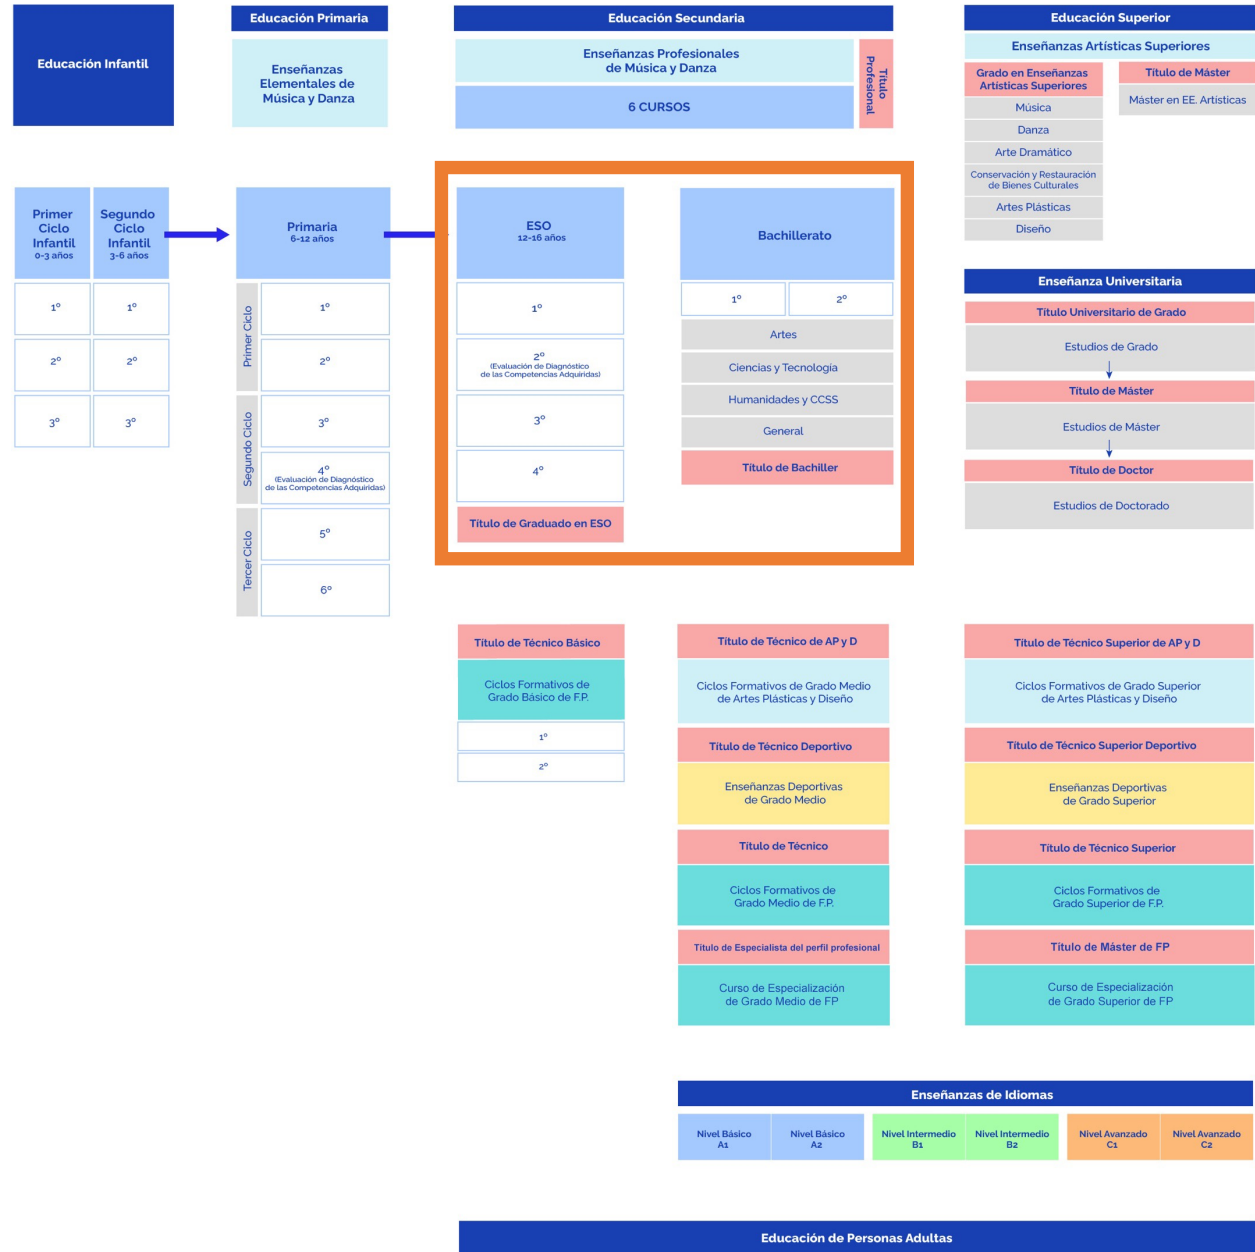 Educación Infantil
Educación Primaria
Enseñanzas
Elementales de
Música y Danza
Educación Secundaria
Enseñanzas Profesionales
de Música y Danza
6 CURSOS
Título
Profesional
Educación Superior
Enseñanzas Artísticas Superiores
Grado en Enseñanzas
Artísticas Superiores
Música
Danza
Arte Dramático
Conservación y Restauración
de Bienes Culturales
Artes Plásticas
Diseño
Título de Máster
Máster en EE. Artísticas
Primer
Ciclo
Infantil
0-3 años
1º
2º
3º
Segundo
Ciclo
Infantil
3-6 años
1º
2º
3º
Primaria
6-12 años
Primer Ciclo
1º
2º
Segundo Ciclo
3º
4º
(Evaluación de Diagnóstico
de las Competencias Adquiridas)
Tercer Ciclo
5º
6º
ESO
12-16 años
1º
2º
(Evaluación de Diagnóstico
de las Competencias Adquiridas)
3º
4º
Título de Graduado en ESO
Bachillerato
1º
2º
Artes
Ciencias y Tecnología
Humanidades y CCSS
General
Título de Bachiller
Enseñanza Universitaria
Título Universitario de Grado
Estudios de Grado
Título de Máster
Estudios de Máster
Título de Doctor
Estudios de Doctorado
Título de Técnico Básico
Ciclos Formativos de
Grado Básico de F.P.
1º
2º
Título de Técnico de AP y D
Ciclos Formativos de Grado Medio
de Artes Plásticas y Diseño
Título de Técnico Deportivo
Enseñanzas Deportivas
de Grado Medio
Título de Técnico
Ciclos Formativos de
Grado Medio de F.P.
Título de Especialista del perfil profesional
Curso de Especialización
de Grado Medio de FP
Título de Técnico Superior de AP y D
Ciclos Formativos de Grado Superior
de Artes Plásticas y Diseño
Título de Técnico Superior Deportivo
Enseñanzas Deportivas
de Grado Superior
Título de Técnico Superior
Ciclos Formativos de
Grado Superior de F.P.
Título de Máster de FP
Curso de Especialización
de Grado Superior de FP
Enseñanzas de Idiomas
Nivel Básico
A1
Nivel Básico
A2
Nivel Intermedio
B1
Nivel Intermedio
B2
Nivel Avanzado
C1
Nivel Avanzado
C2
Educación de Personas Adultas